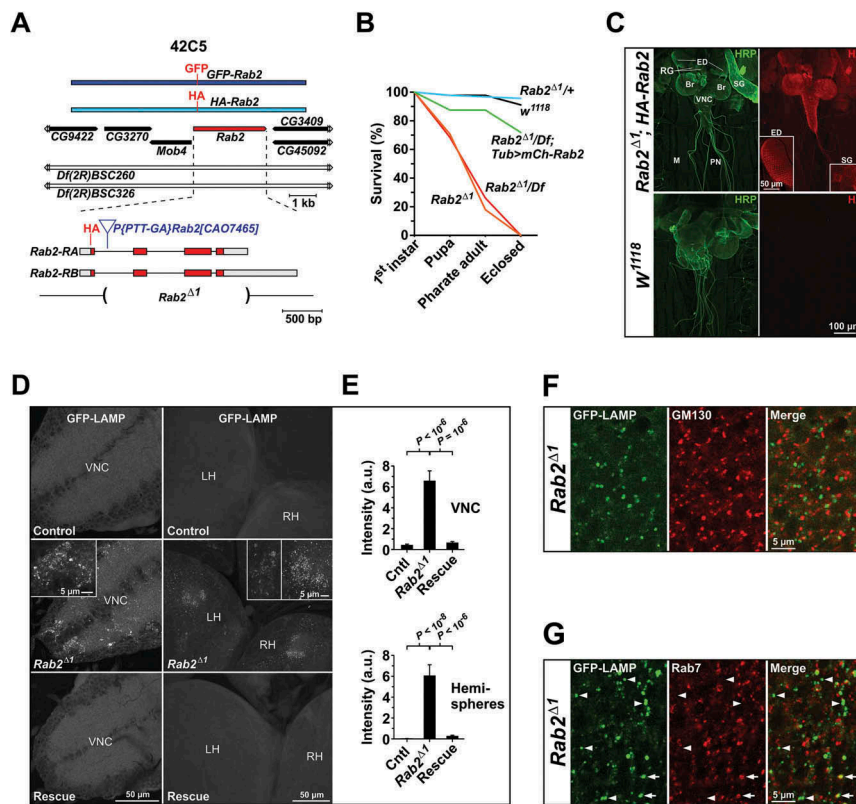 A
42C5
GFP
GFP-Rab2
HA
HA-Rab2
CG9422
CG3270
Mob4
Rab2
CG3409
CG45092
Df(2R)BSC260
Df(2R)BSC326
1 kb
HA
P{PTT-GA}Rab2[CAO7465]
Rab2-RA
Rab2-RB
Rab2Δ1
500 bp
B
Survival (%)
100
80
60
40
20
0
Rab2Δ1/+
w1118
Rab2Δ1/Df;
Tub>mCh-Rab2
Rab2Δ1
Rab2Δ1/Df
1st instar
Pupa
Pharate adult
Eclosed
C
Rab2Δ1; HA-Rab2
ED
HRP
RG
SG
Br
Br
VNC
M
PN
ED
50 µm
SG
w1118
HRP
100 µm
D
GFP-LAMP
GFP-LAMP
VNC
LH
RH
Control
Control
5 µm
5 µm
VNC
LH
RH
Rab2Δ1
Rab2Δ1
VNC
LH
RH
Rescue
50 µm
Rescue
50 µm
E
P < 10-6
P = 10-6
Intensity (a.u.)
10
8
6
4
2
0
VNC
Cntl
Rab2Δ1
Rescue
P < 10-8
P < 10-6
Intensity (a.u.)
10
8
6
4
2
0
Hemi-
spheres
Cntl
Rab2Δ1
Rescue
F
GFP-LAMP
GM130
Merge
Rab2Δ1
5 µm
G
GFP-LAMP
Rab7
Merge
Rab2Δ1
5 µm